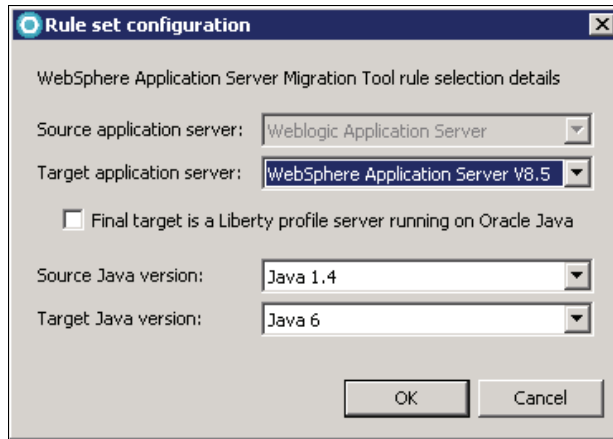 Rule set configuration
WebSphere Application Server Migration Tool rule selection details
Source application server: Weblogic Application Server
Target application server: WebSphere Application Server V8.5
Final target is a Liberty profile server running on Oracle Java
Source Java version: Java 1.4
Target Java version: Java 6
OK Cancel